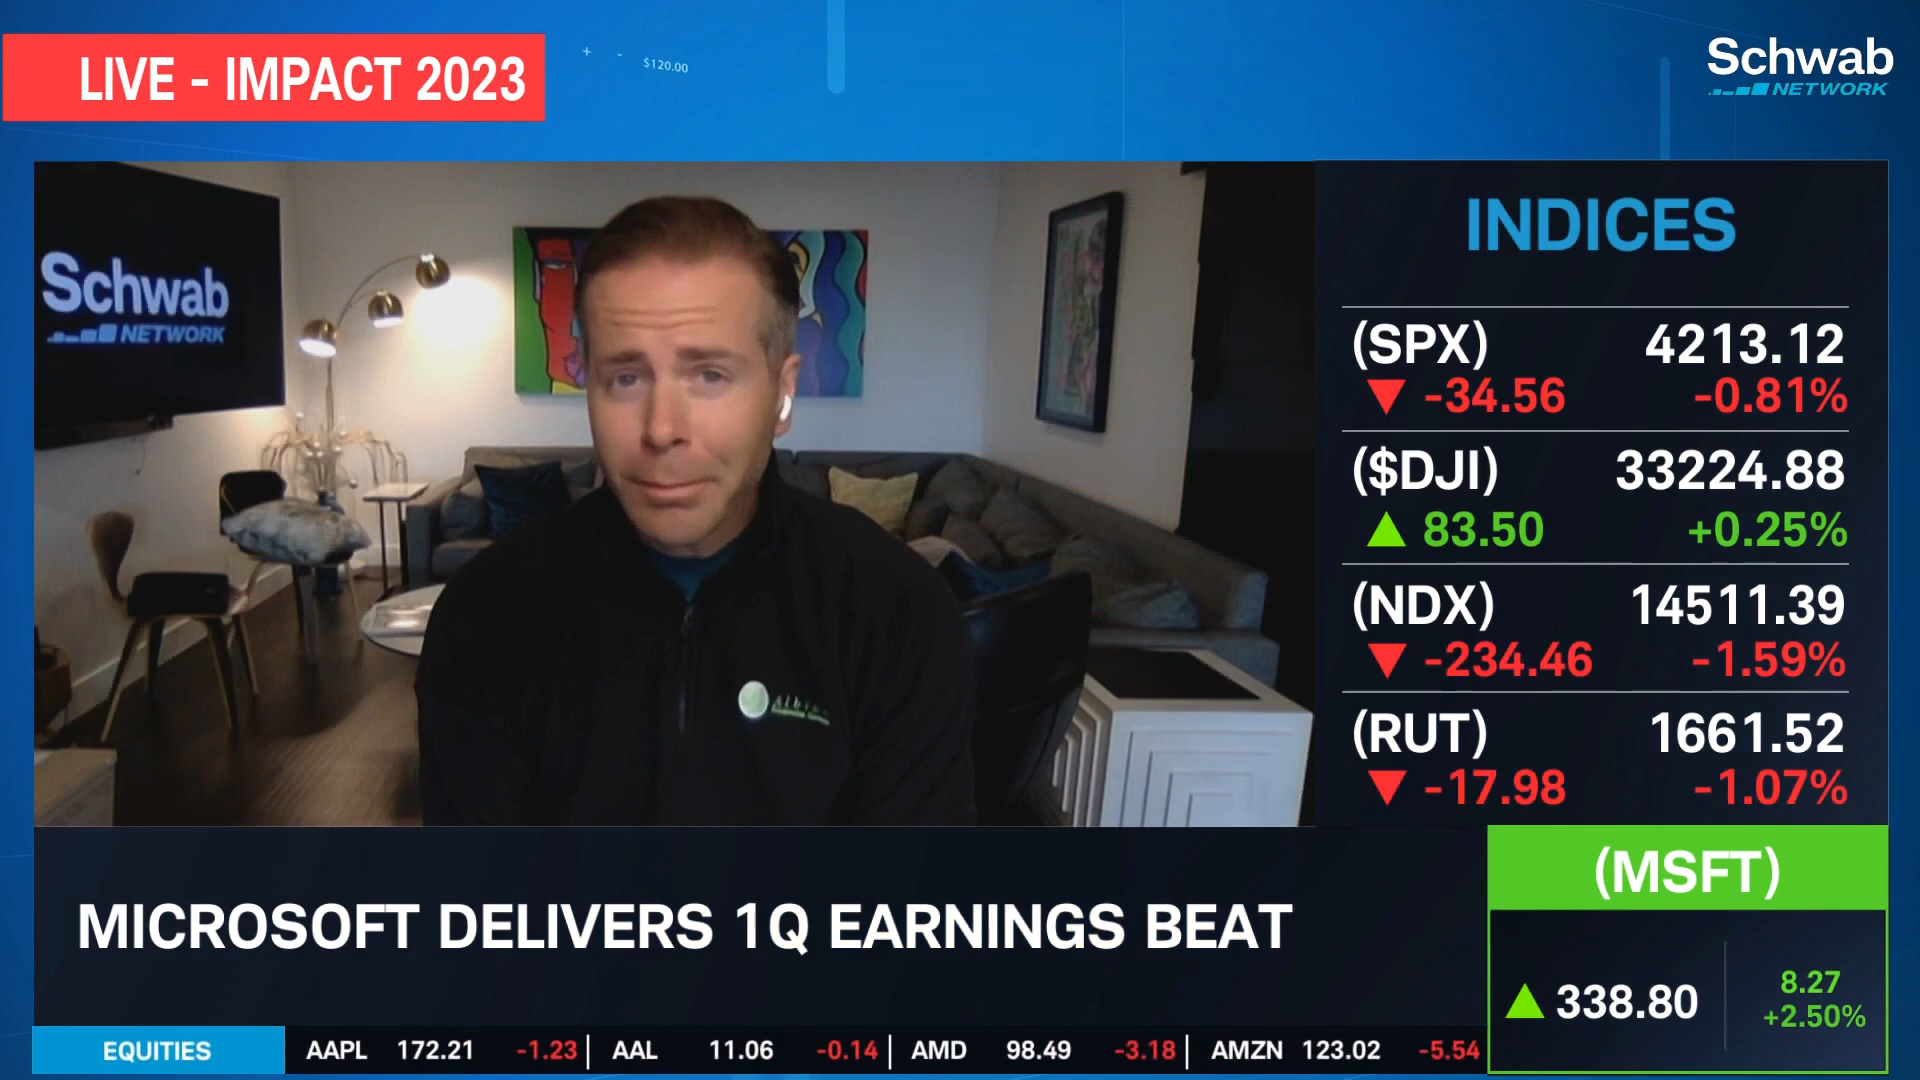 LIVE - IMPACT 2023
+ - $120.00
Schwab
NETWORK
Schwab
NETWORK
INDICES
(SPX) 4213.12
▼ -34.56 -0.81%
($DJI) 33224.88
▲ 83.50 +0.25%
(NDX) 14511.39
▼ -234.46 -1.59%
(RUT) 1661.52
▼ -17.98 -1.07%
Albion
MICROSOFT DELIVERS 1Q EARNINGS BEAT
(MSFT)
▲ 338.80
8.27
+2.50%
EQUITIES AAPL 172.21 -1.23 | AAL 11.06 -0.14 | AMD 98.49 -3.18 | AMZN 123.02 -5.54